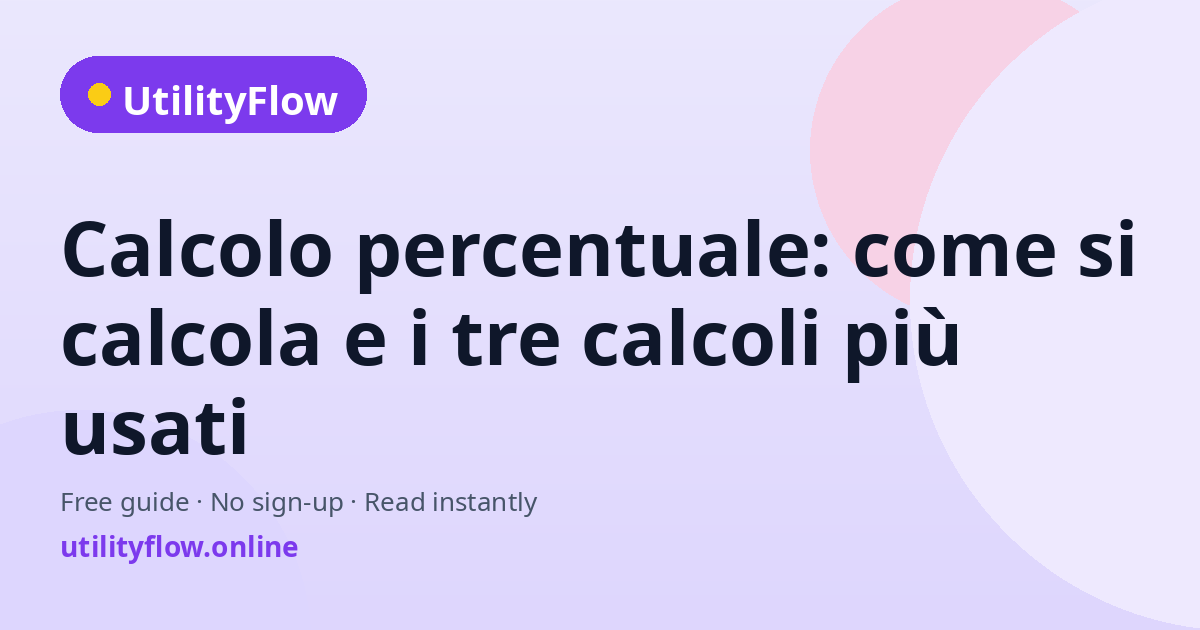 UtilityFlow
Calcolo percentuale: come si
calcola e i tre calcoli più
usati
Free guide · No sign-up · Read instantly
utilityflow.online